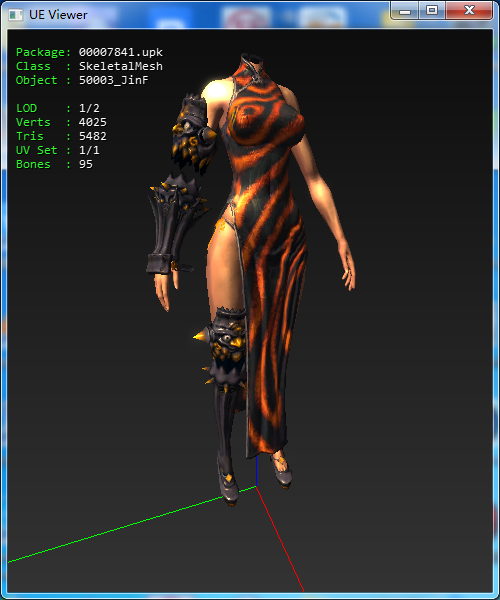 UE Viewer
Package: 00007841.upk
Class  : SkeletalMesh
Object : 50003_JinF
LOD    : 1/2
Verts  : 4025
Tris   : 5482
UV Set : 1/1
Bones  : 95